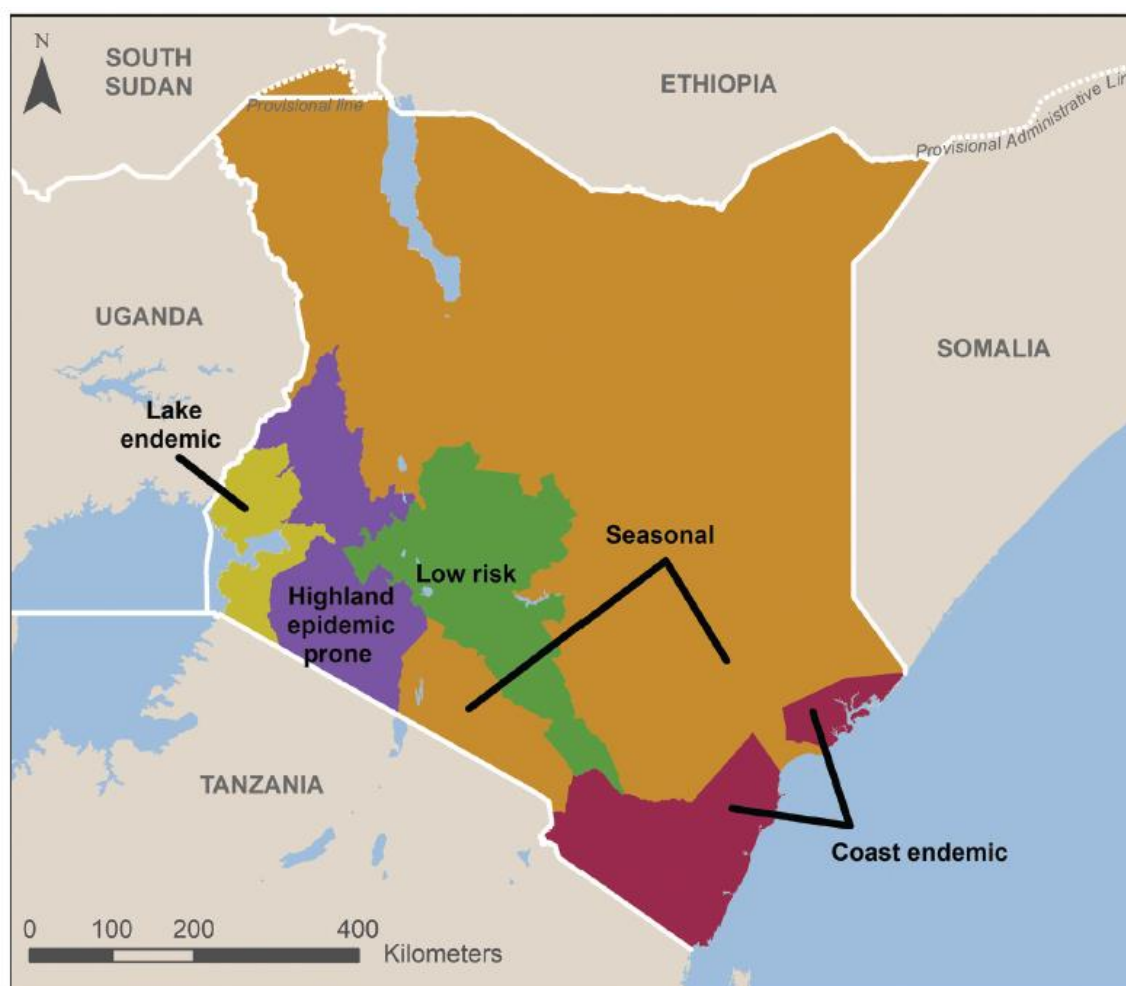 N
SOUTH
SUDAN
ETHIOPIA
Provisional line
Provisional Administrative Lin
UGANDA
SOMALIA
Lake
endemic
Seasonal
Low risk
Highland
epidemic
prone
TANZANIA
Coast endemic
0 100 200 400
Kilometers